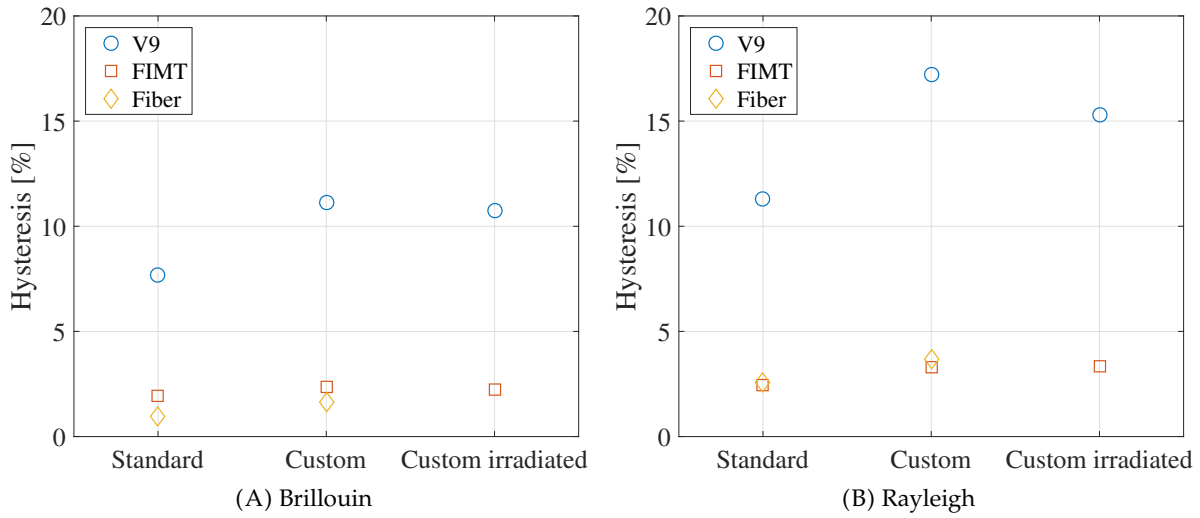 20
15
10
5
0
Hysteresis [%]
V9
FIMT
Fiber
Standard
Custom
Custom irradiated
(A) Brillouin
20
15
10
5
0
Hysteresis [%]
V9
FIMT
Fiber
Standard
Custom
Custom irradiated
(B) Rayleigh